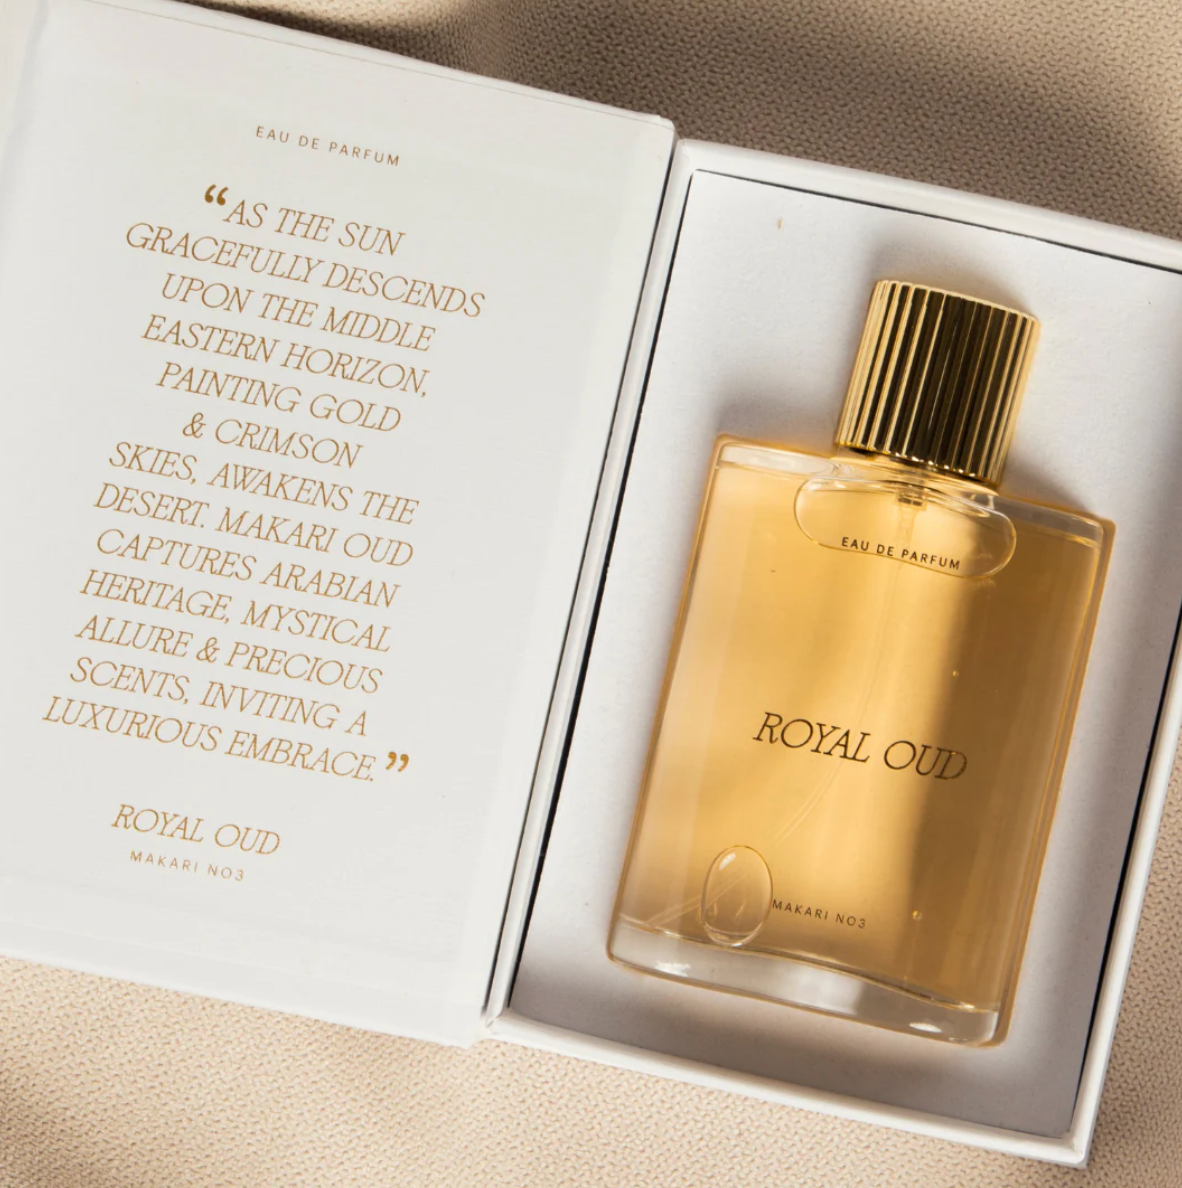 EAU DE PARFUM
“AS THE SUN
GRACEFULLY DESCENDS
UPON THE MIDDLE
EASTERN HORIZON,
PAINTING GOLD
& CRIMSON
SKIES, AWAKENS THE
DESERT. MAKARI OUD
CAPTURES ARABIAN
HERITAGE, MYSTICAL
ALLURE & PRECIOUS
SCENTS, INVITING A
LUXURIOUS EMBRACE.”
ROYAL OUD
MAKARI NO3
EAU DE PARFUM
ROYAL OUD
MAKARI NO3